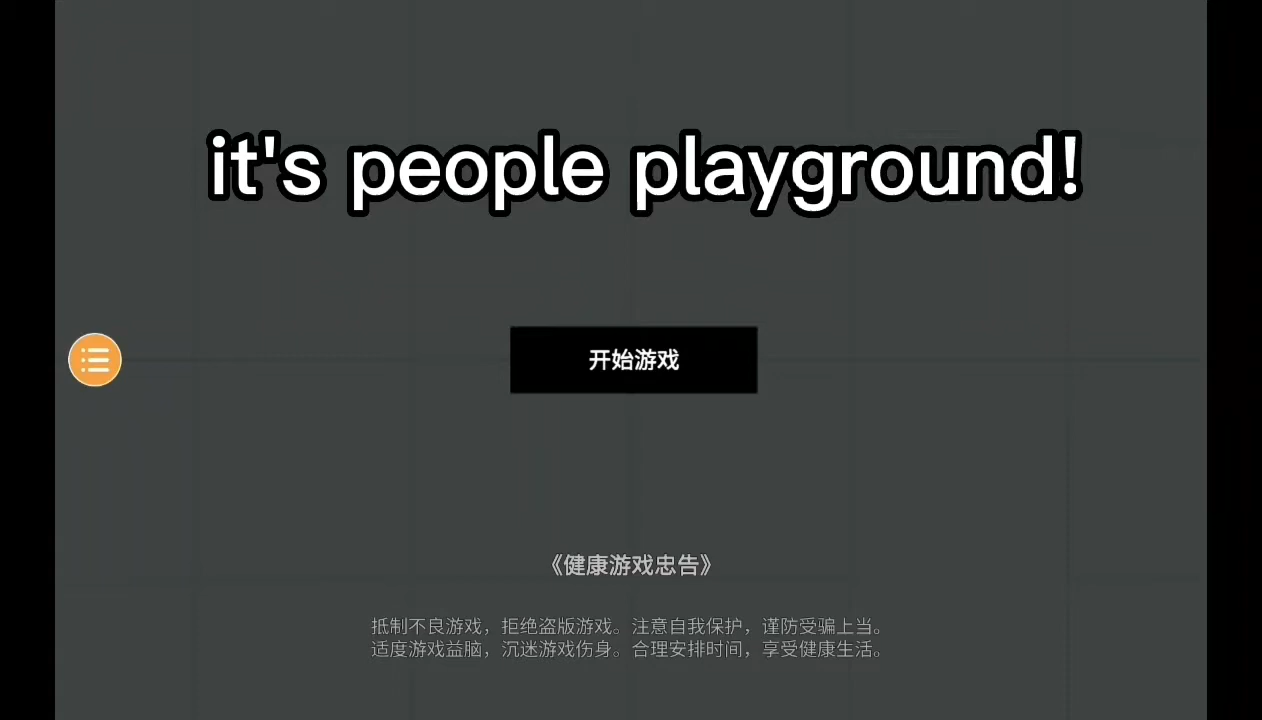 it's people playground!
开始游戏
《健康游戏忠告》
抵制不良游戏，拒绝盗版游戏。注意自我保护，谨防受骗上当。
适度游戏益脑，沉迷游戏伤身。合理安排时间，享受健康生活。